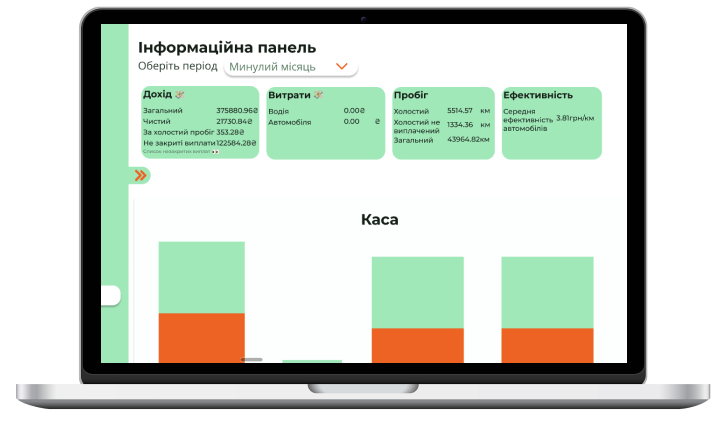 Інформаційна панель
Оберіть період Минулий місяць
Дохід
Загальний 375880.96₴
Чистий 21730.84₴
За холостий пробіг 353.28₴
Не закриті виплати 122584.28₴
Список незакритих виплат
Витрати
Водія 0.00₴
Автомобіля 0.00 ₴
Пробіг
Холостий 5514.57 км
Холостий не виплачений 1334.36 км
Загальний 43964.82км
Ефективність
Середня ефективність автомобілів 3.81грн/км
Каса